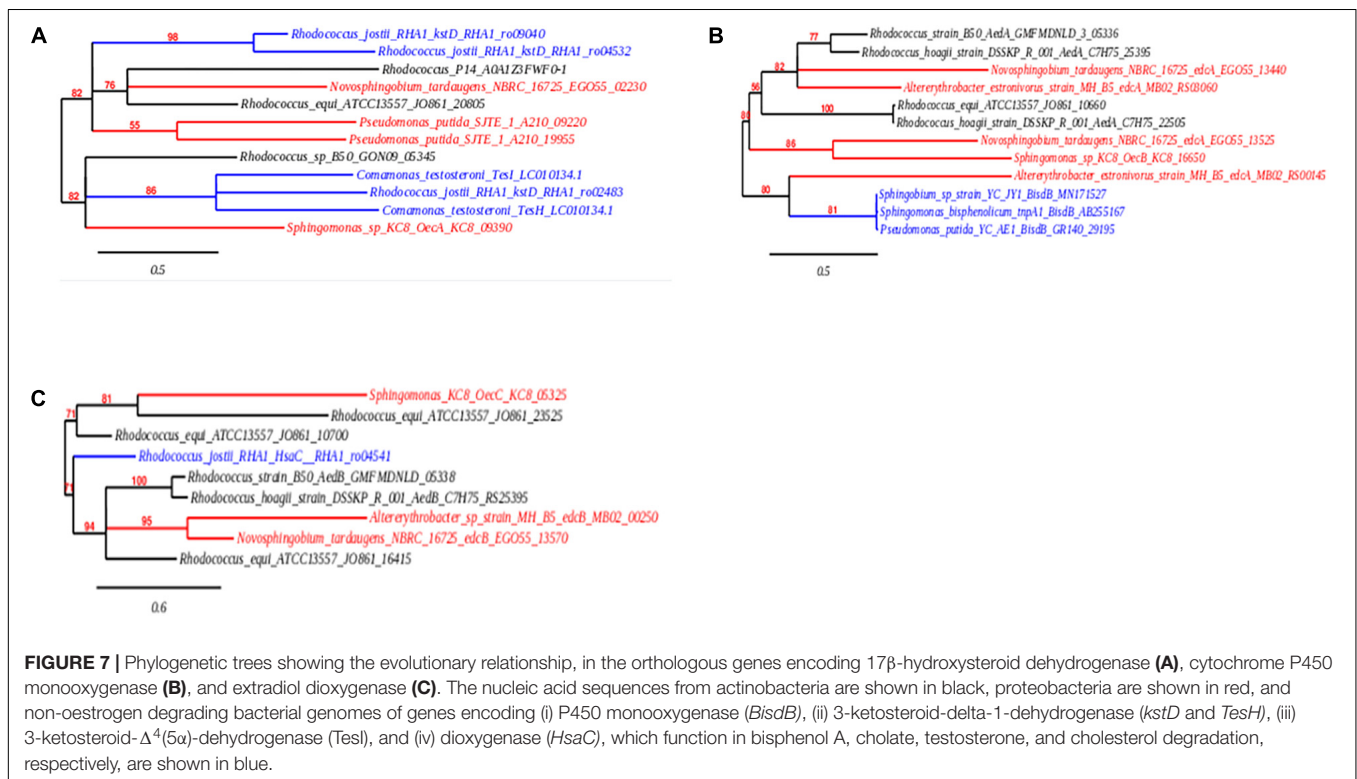 A
98
Rhodococcus_jostii_RHA1_kstD_RHA1_ro09040
Rhodococcus_jostii_RHA1_kstD_RHA1_ro04532
Rhodococcus_P14_A0A1Z3FWF0-1
76
Novosphingobium_tardaugens_NBRC_16725_EGO55_02230
82
Rhodococcus_equi_ATCC13557_JO861_20805
55
Pseudomonas_putida_SJTE_1_A210_09220
Pseudomonas_putida_SJTE_1_A210_19955
Rhodococcus_sp_B50_GON09_05345
Comamonas_testosteroni_TesI_LC010134.1
82
86
Rhodococcus_jostii_RHA1_kstD_RHA1_ro02483
Comamonas_testosteroni_TesH_LC010134.1
Sphingomonas_sp_KC8_OecA_KC8_09390
0.5
B
77
Rhodococcus_strain_B50_AedA_GMFMDNLD_3_05336
Rhodococcus_hoagii_strain_DSSKP_R_001_AedA_C7H75_25395
82
Novosphingobium_tardaugens_NBRC_16725_edcA_EGO55_13440
56
Altererythrobacter_estronivorus_strain_MH_B5_edcA_MB02_RS03060
100
Rhodococcus_equi_ATCC13557_JO861_10660
Rhodococcus_hoagii_strain_DSSKP_R_001_AedA_C7H75_22505
86
Novosphingobium_tardaugens_NBRC_16725_edcA_EGO55_13525
Sphingomonas_sp_KC8_OecB_KC8_16650
Altererythrobacter_estronivorus_strain_MH_B5_edcA_MB02_RS00145
80
Sphingobium_sp_strain_YC_JY1_BisdB_MN171527
81
Sphingomonas_bisphenolicum_tnpA1_BisdB_AB255167
Pseudomonas_putida_YC_AE1_BisdB_GR140_29195
0.5
C
81
Sphingomonas_KC8_OecC_KC8_05325
71
Rhodococcus_equi_ATCC13557_JO861_23525
Rhodococcus_equi_ATCC13557_JO861_10700
Rhodococcus_jostii_RHA1_HsaC__RHA1_ro04541
71
100
Rhodococcus_strain_B50_AedB_GMFMDNLD_05338
Rhodococcus_hoagii_strain_DSSKP_R_001_AedB_C7H75_RS25395
94
95
Altererythrobacter_sp_strain_MH_B5_edcB_MB02_00250
Novosphingobium_tardaugens_NBRC_16725_edcB_EGO55_13570
Rhodococcus_equi_ATCC13557_JO861_16415
0.6
FIGURE 7 | Phylogenetic trees showing the evolutionary relationship, in the orthologous genes encoding 17β-hydroxysteroid dehydrogenase (A), cytochrome P450
monooxygenase (B), and extradiol dioxygenase (C). The nucleic acid sequences from actinobacteria are shown in black, proteobacteria are shown in red, and
non-oestrogen degrading bacterial genomes of genes encoding (i) P450 monooxygenase (BisdB), (ii) 3-ketosteroid-delta-1-dehydrogenase (kstD and TesH), (iii)
3-ketosteroid-Δ4(5α)-dehydrogenase (TesI), and (iv) dioxygenase (HsaC), which function in bisphenol A, cholate, testosterone, and cholesterol degradation,
respectively, are shown in blue.